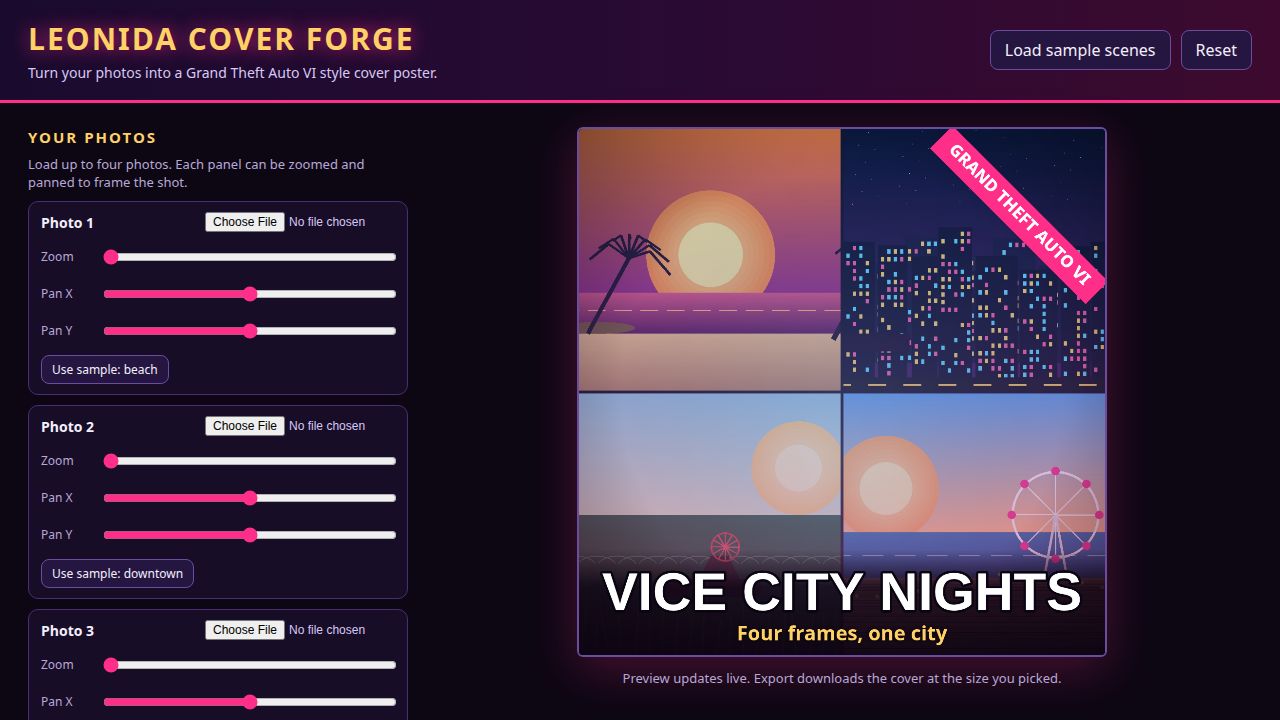 LEONIDA COVER FORGE
Turn your photos into a Grand Theft Auto VI style cover poster.
Load sample scenes
Reset
YOUR PHOTOS
Load up to four photos. Each panel can be zoomed and
panned to frame the shot.
Photo 1
Choose File No file chosen
Zoom
Pan X
Pan Y
Use sample: beach
Photo 2
Choose File No file chosen
Zoom
Pan X
Pan Y
Use sample: downtown
Photo 3
Choose File No file chosen
Zoom
Pan X
GRAND THEFT AUTO VI
VICE CITY NIGHTS
Four frames, one city
Preview updates live. Export downloads the cover at the size you picked.